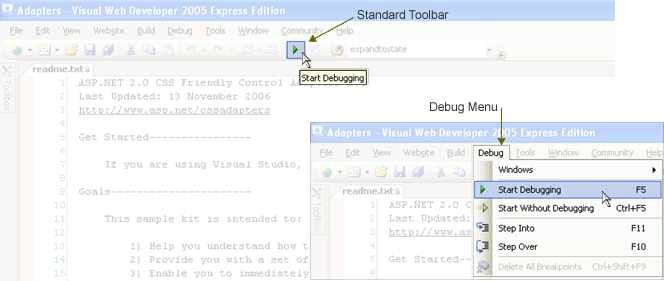 Standard Toolbar
Adapters - Visual Web Developer 2005 Express Edition
File Edit View Website Build Debug Tools Window Community Help
expandtostate
Start Debugging
Toolbox
readme.txt
1 ASP.NET 2.0 CSS Friendly Control Adapters
2 Last Updated: 13 November 2006
3 http://www.asp.net/cssadapters
4
5 Get Started----------------
6
7 If you are using Visual Studio,
8
9 Goals----------------------
10
11 This sample kit is intended to:
12
13 1) Help you understand how t
14 2) Provide you with a set of
15 3) Enable you to immediately
Debug Menu
Adapters - Visual Web Developer 2005 Express Edition
File Edit View Website Build Debug Tools Window Community Help
Windows
Start Debugging F5
Start Without Debugging Ctrl+F5
Step Into F11
Step Over F10
Delete All Breakpoints Ctrl+Shift+F9
Toolbox
readme.txt
1 ASP.NET 2.0 CSS F
2 Last Updated:
3 http://www.as
4
5 Get Started--
6